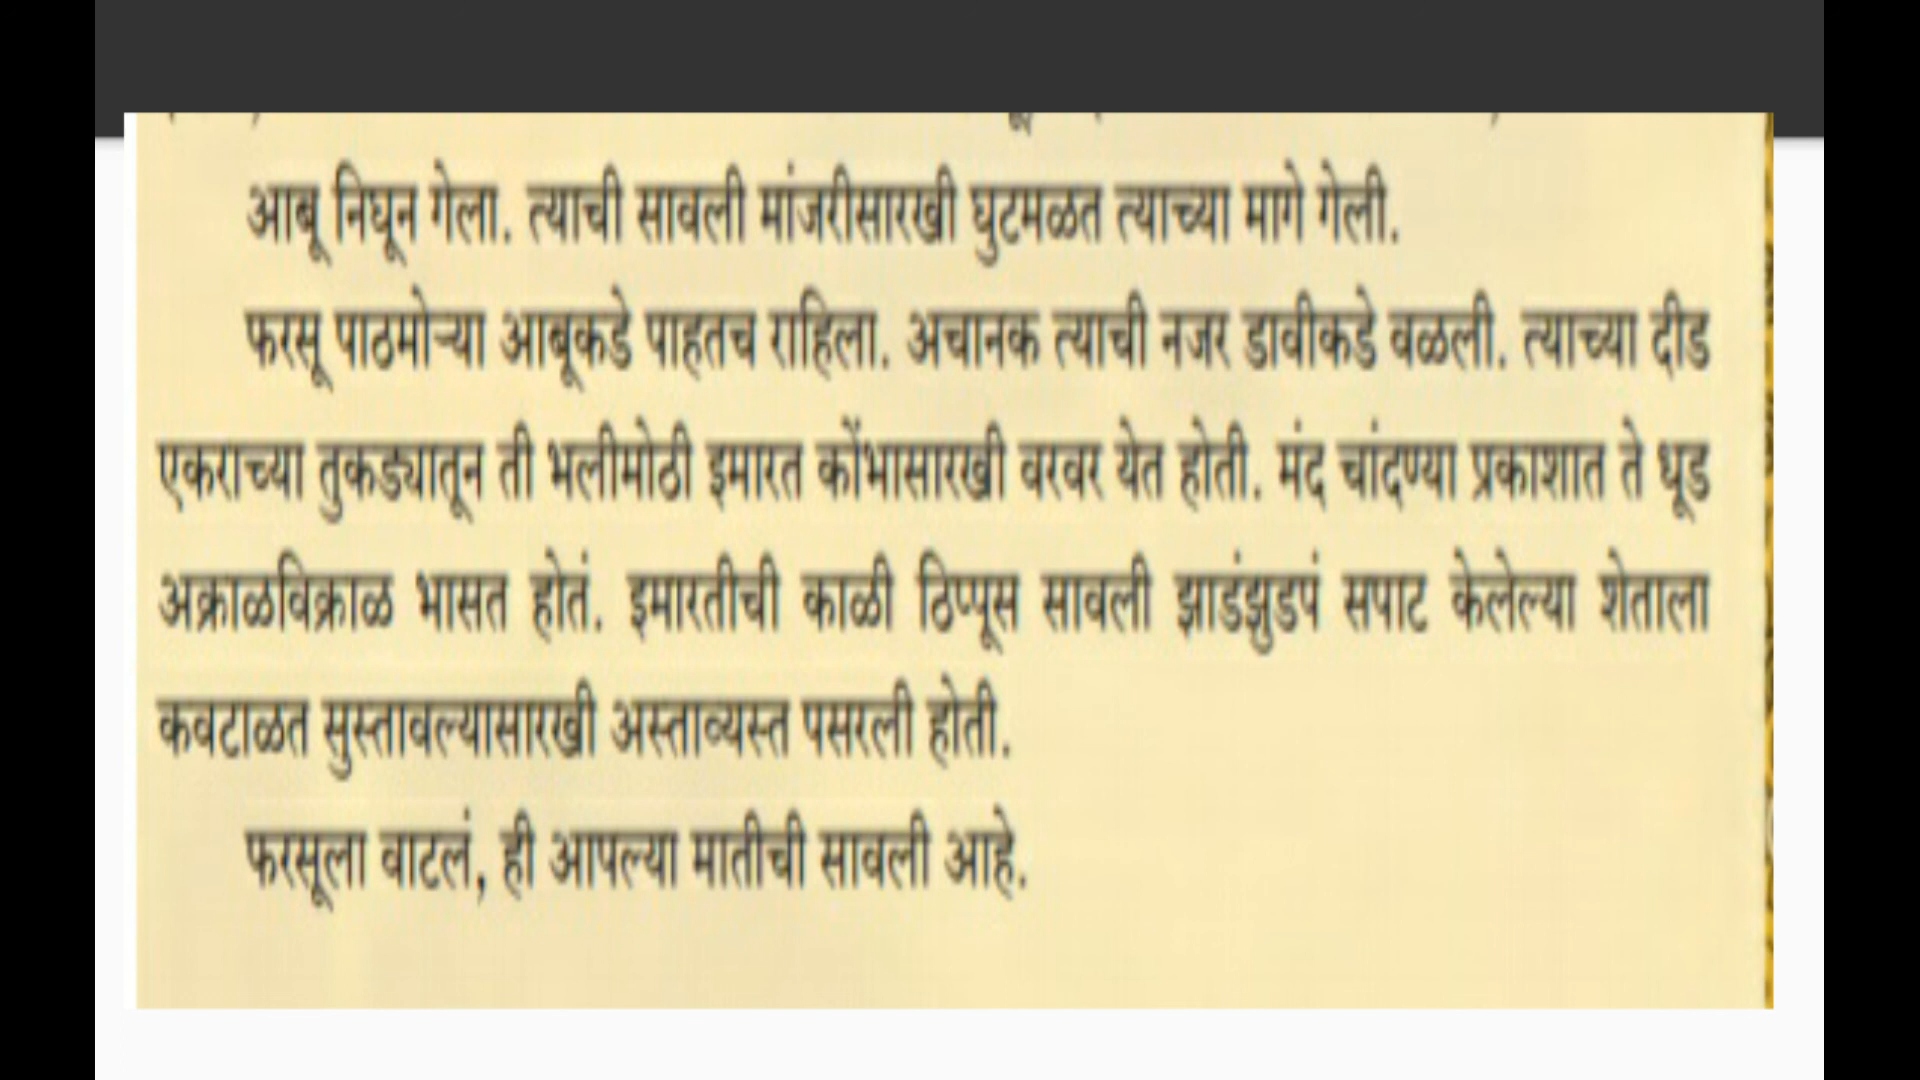 आबू निघून गेला. त्याची सावली मांजरीसारखी घुटमळत त्याच्या मागे गेली.
फरसू पाठमोऱ्या आबूकडे पाहतच राहिला. अचानक त्याची नजर डावीकडे वळली. त्याच्या दीड
एकराच्या तुकड्यातून ती भलीमोठी इमारत कोंभासारखी वरवर येत होती. मंद चांदण्या प्रकाशात ते धूड
अक्राळविक्राळ भासत होतं. इमारतीची काळी ठिप्पूस सावली झाडंझुडपं सपाट केलेल्या शेताला
कवटाळत सुस्तावल्यासारखी अस्ताव्यस्त पसरली होती.
फरसूला वाटलं, ही आपल्या मातीची सावली आहे.